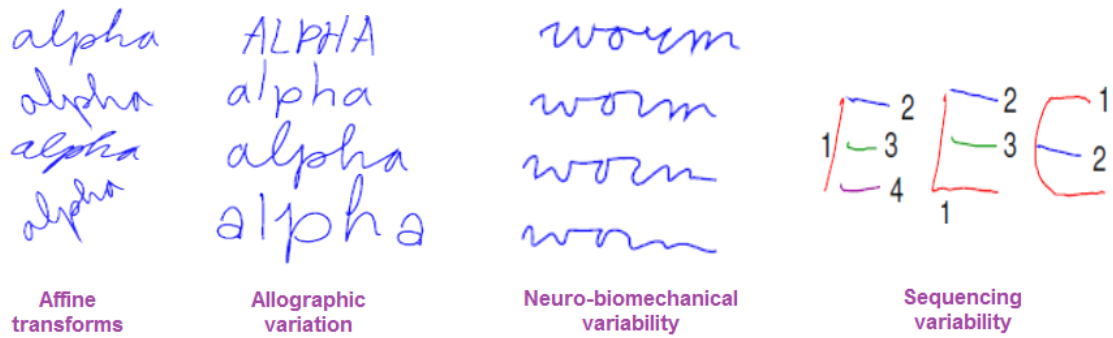 alpha
alpha
alpha
alpha
Affine
transforms
ALPHA
alpha
alpha
alpha
Allographic
variation
worm
worm
worm
worm
Neuro-biomechanical
variability
E 1 2 3 4
E 1 2 3
E 1 2
Sequencing
variability